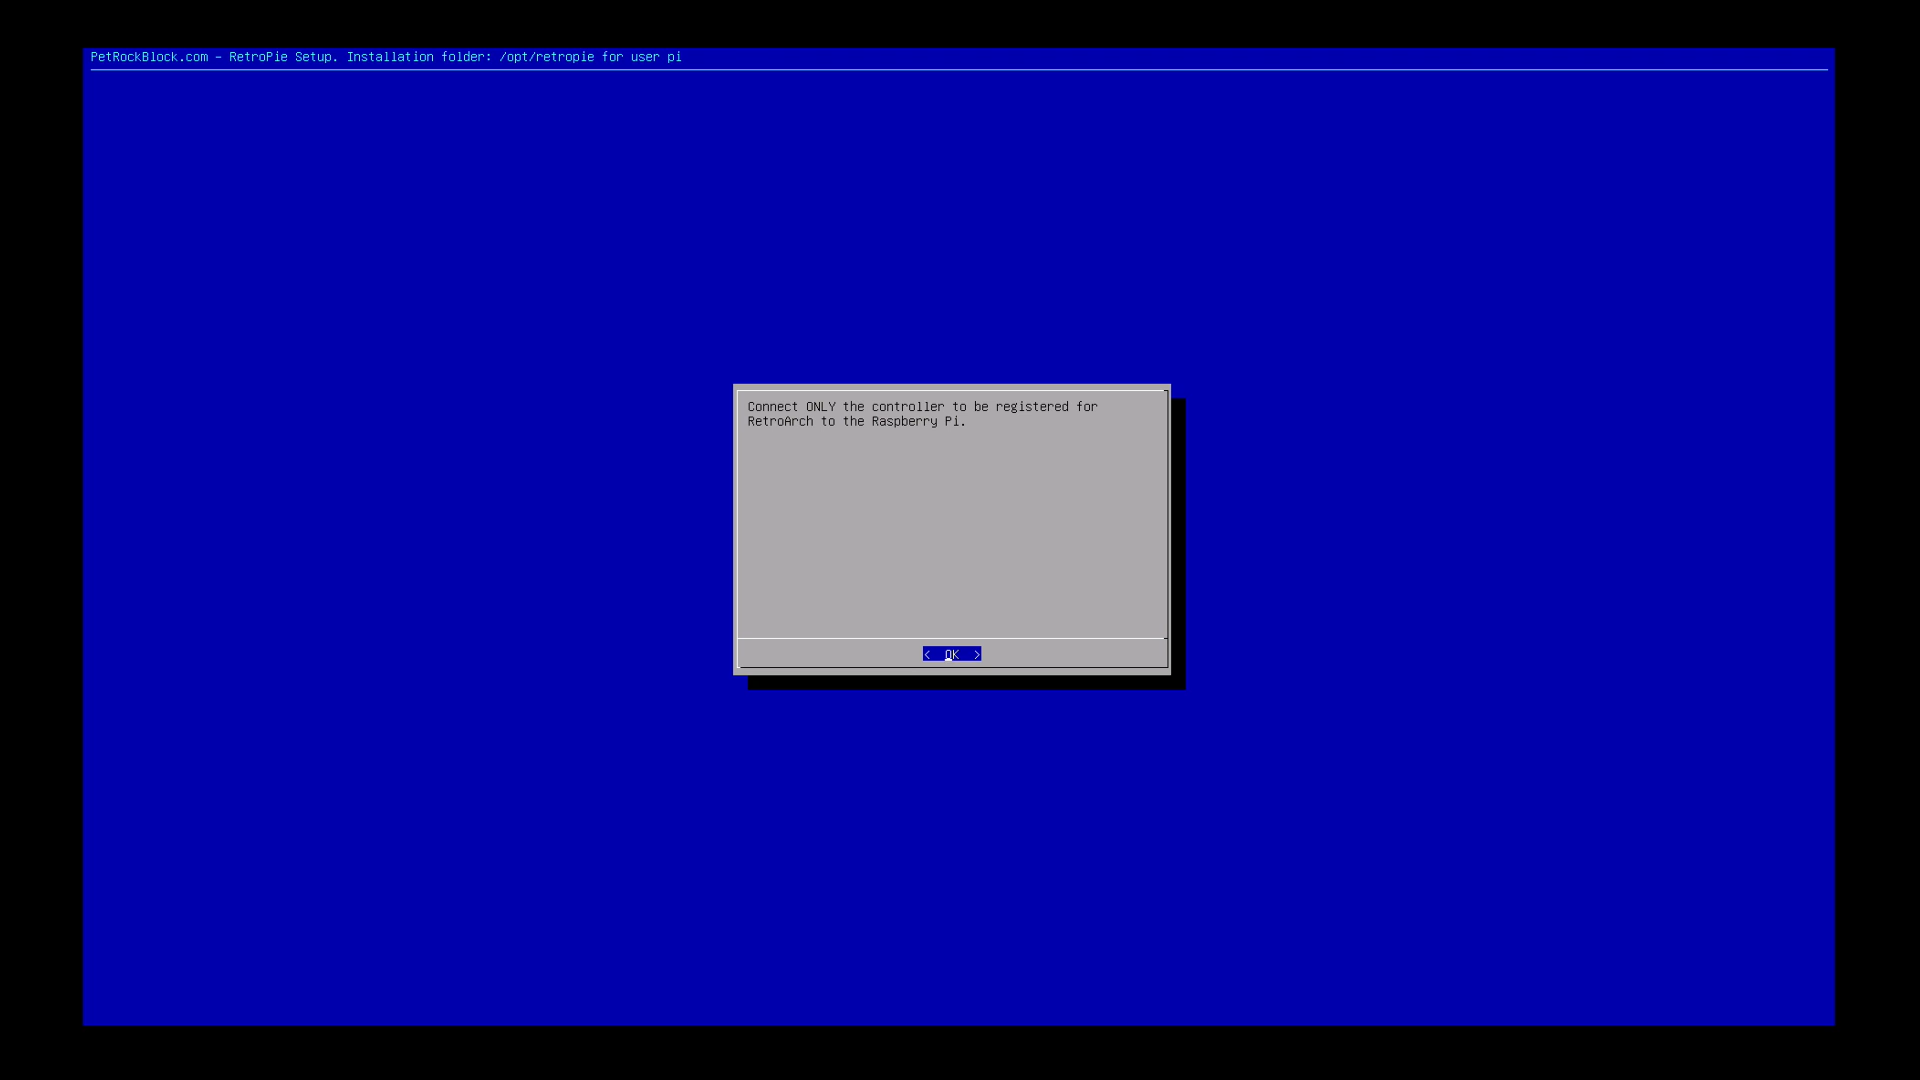 PetRockBlock.com - RetroPie Setup. Installation folder: /opt/retropie for user pi
Connect ONLY the controller to be registered for
RetroArch to the Raspberry Pi.
< OK >